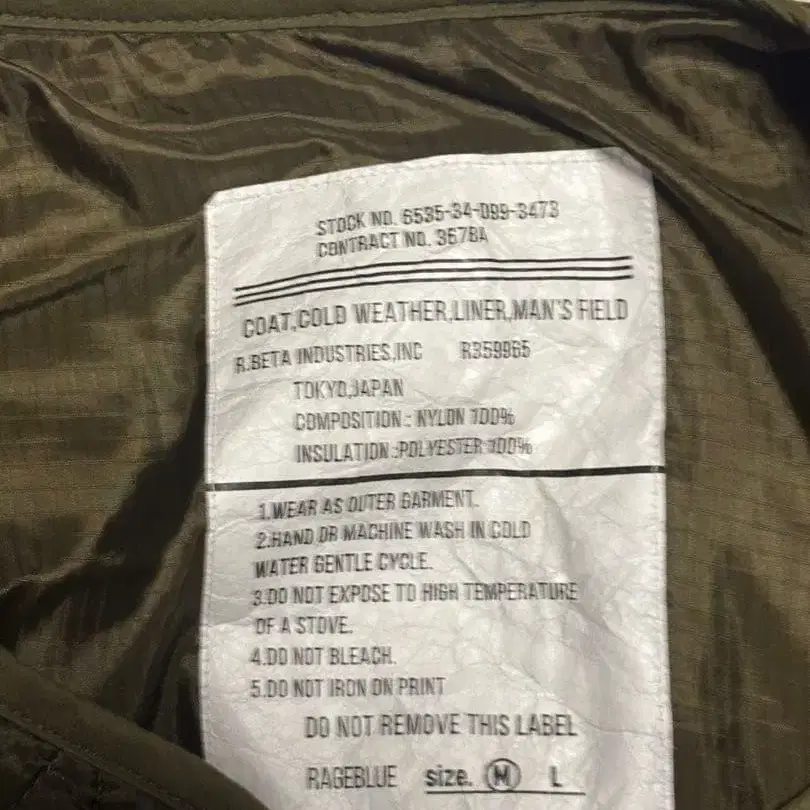 STOCK NO. 6535-34-D99-3473
CONTRACT NO. 3678A
COAT,COLD WEATHER,LINER,MAN'S FIELD
R.BETA INDUSTRIES,INC R359965
TOKYO,JAPAN
COMPOSITION : NYLON 100%
INSULATION :POLYESTER 100%
1.WEAR AS OUTER GARMENT.
2.HAND OR MACHINE WASH IN COLD
WATER GENTLE CYCLE.
3.DO NOT EXPOSE TO HIGH TEMPERATURE
OF A STOVE.
4.DO NOT BLEACH.
5.DO NOT IRON ON PRINT
DO NOT REMOVE THIS LABEL
RAGEBLUE size. M L